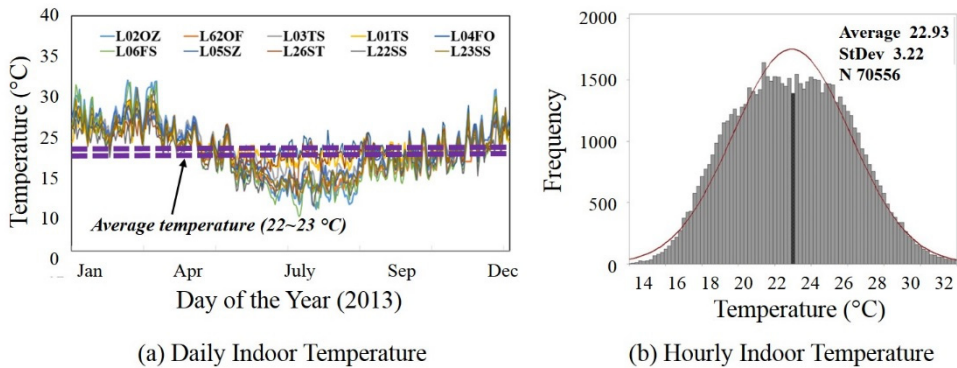 40
35
30
25
20
15
10
0
Temperature (°C)
L02OZ L62OF L03TS L01TS L04FO
L06FS L05SZ L26ST L22SS L23SS
Average temperature (22~23 °C)
Jan Apr July Sep Dec
Day of the Year (2013)
(a) Daily Indoor Temperature
2000
1500
1000
500
0
Frequency
Average 22.93
StDev 3.22
N 70556
14 16 18 20 22 24 26 28 30 32
Temperature (°C)
(b) Hourly Indoor Temperature